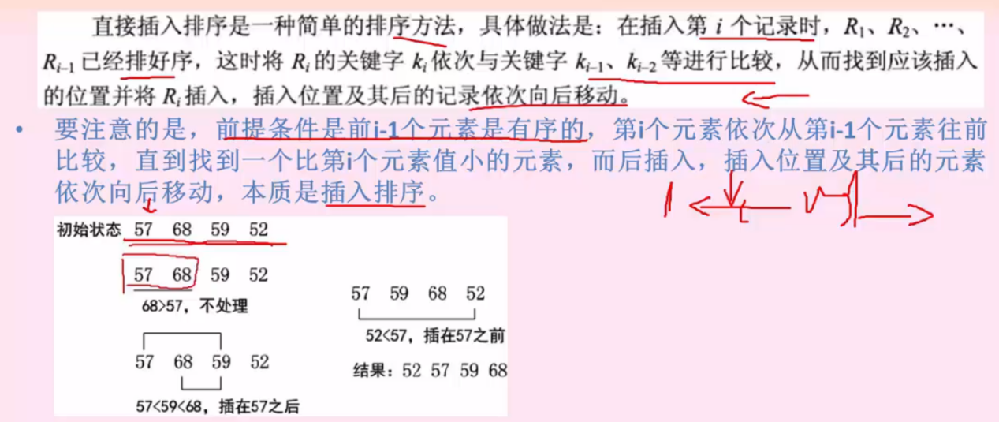 直接插入排序是一种简单的排序方法，具体做法是：在插入第 i 个记录时，R₁、R₂、…、
Rᵢ₋₁ 已经排好序，这时将 Rᵢ 的关键字 kᵢ 依次与关键字 kᵢ₋₁、kᵢ₋₂ 等进行比较，从而找到应该插入
的位置并将 Rᵢ 插入，插入位置及其后的记录依次向后移动。
• 要注意的是，前提条件是前i-1个元素是有序的，第i个元素依次从第i-1个元素往前
比较，直到找到一个比第i个元素值小的元素，而后插入，插入位置及其后的元素
依次向后移动，本质是插入排序。
初始状态 57 68 59 52
57 68 59 52
68>57，不处理
57 68 59 52
57<59<68，插在57之后
57 59 68 52
52<57，插在57之前
结果：52 57 59 68